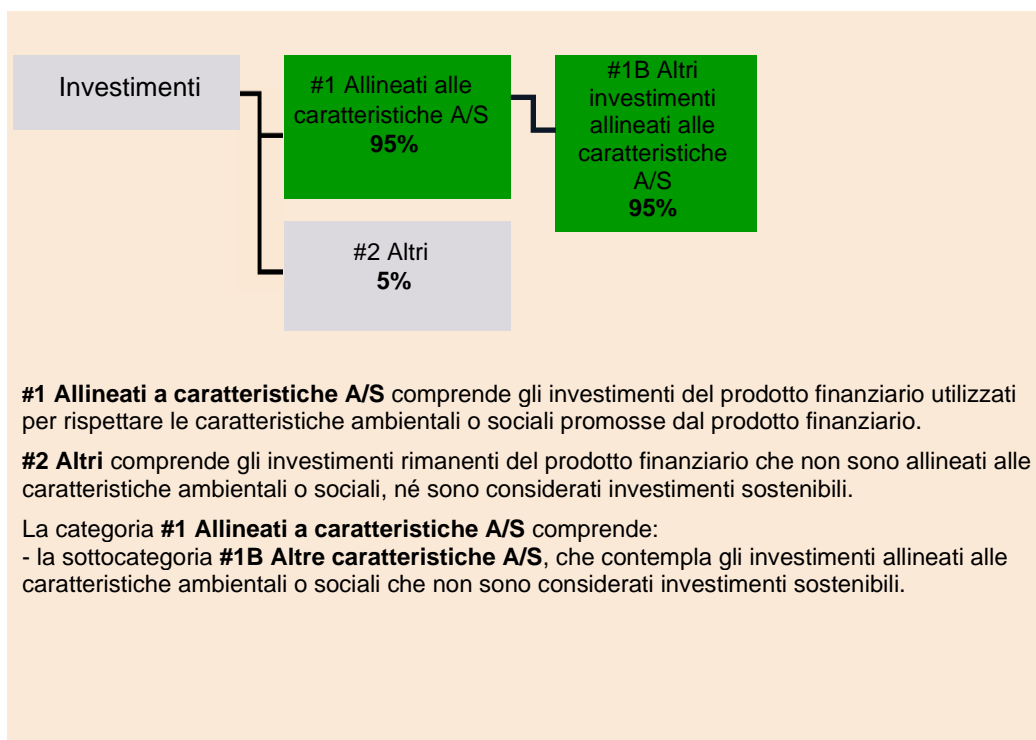 Investimenti
#1 Allineati alle
caratteristiche A/S
95%
#1B Altri
investimenti
allineati alle
caratteristiche
A/S
95%
#2 Altri
5%
#1 Allineati a caratteristiche A/S comprende gli investimenti del prodotto finanziario utilizzati
per rispettare le caratteristiche ambientali o sociali promosse dal prodotto finanziario.
#2 Altri comprende gli investimenti rimanenti del prodotto finanziario che non sono allineati alle
caratteristiche ambientali o sociali, né sono considerati investimenti sostenibili.
La categoria #1 Allineati a caratteristiche A/S comprende:
- la sottocategoria #1B Altre caratteristiche A/S, che contempla gli investimenti allineati alle
caratteristiche ambientali o sociali che non sono considerati investimenti sostenibili.